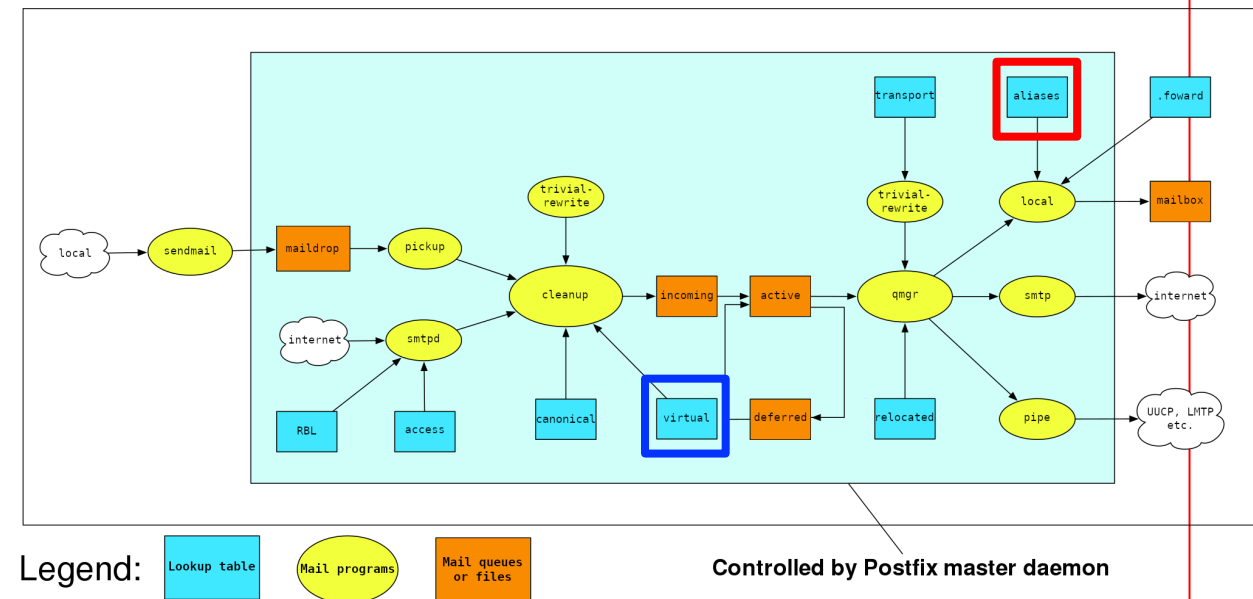 transport
aliases
.foward
trivial-
rewrite
trivial-
rewrite
local
mailbox
local
sendmail
maildrop
pickup
cleanup
incoming
active
qmgr
smtp
internet
internet
smtpd
RBL
access
canonical
virtual
deferred
relocated
pipe
UUCP, LMTP
etc.
Legend:
Lookup table
Mail programs
Mail queues
or files
Controlled by Postfix master daemon